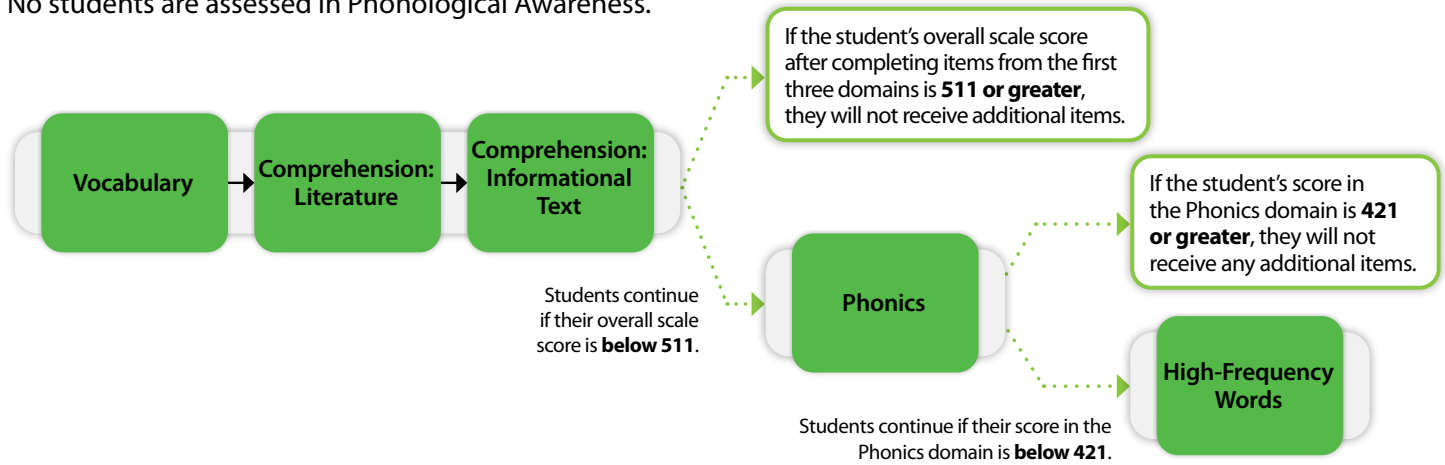 No students are assessed in Phonological Awareness.
If the student’s overall scale score
after completing items from the first
three domains is 511 or greater,
they will not receive additional items.
Vocabulary
Comprehension:
Literature
Comprehension:
Informational
Text
Students continue
if their overall scale
score is below 511.
Phonics
If the student’s score in
the Phonics domain is 421
or greater, they will not
receive any additional items.
High-Frequency
Words
Students continue if their score in the
Phonics domain is below 421.